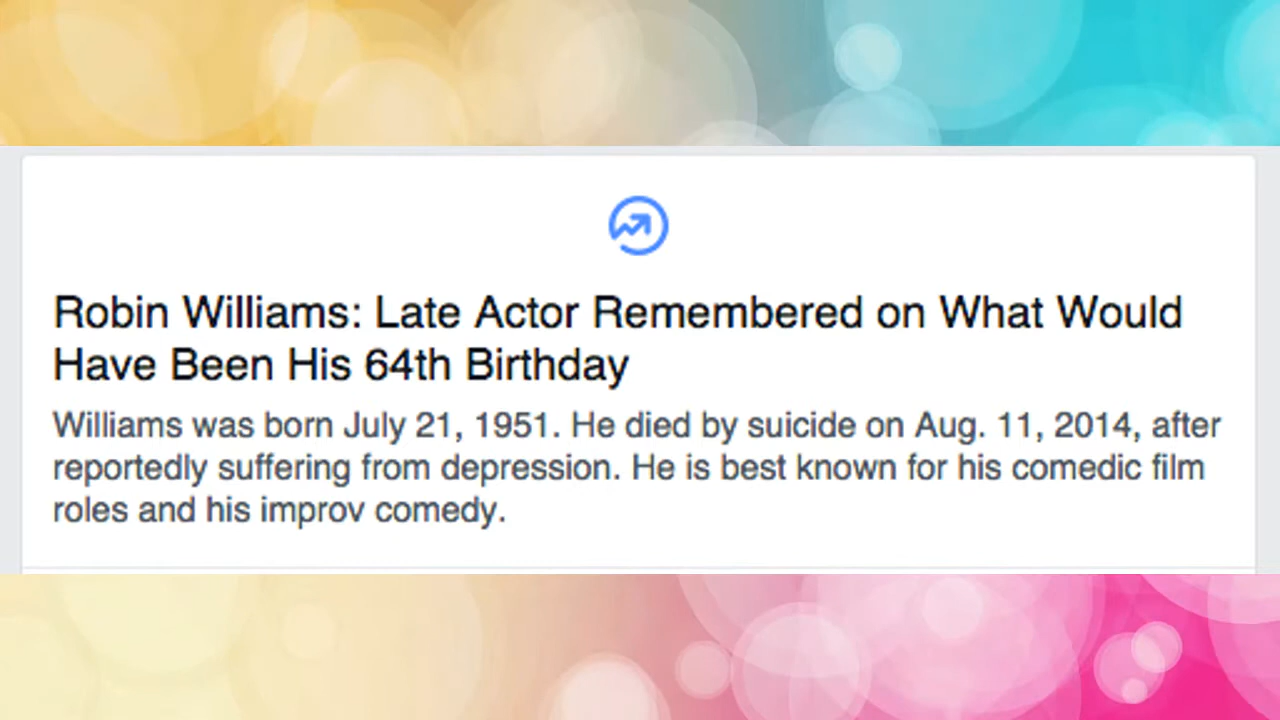 Robin Williams: Late Actor Remembered on What Would
Have Been His 64th Birthday
Williams was born July 21, 1951. He died by suicide on Aug. 11, 2014, after
reportedly suffering from depression. He is best known for his comedic film
roles and his improv comedy.